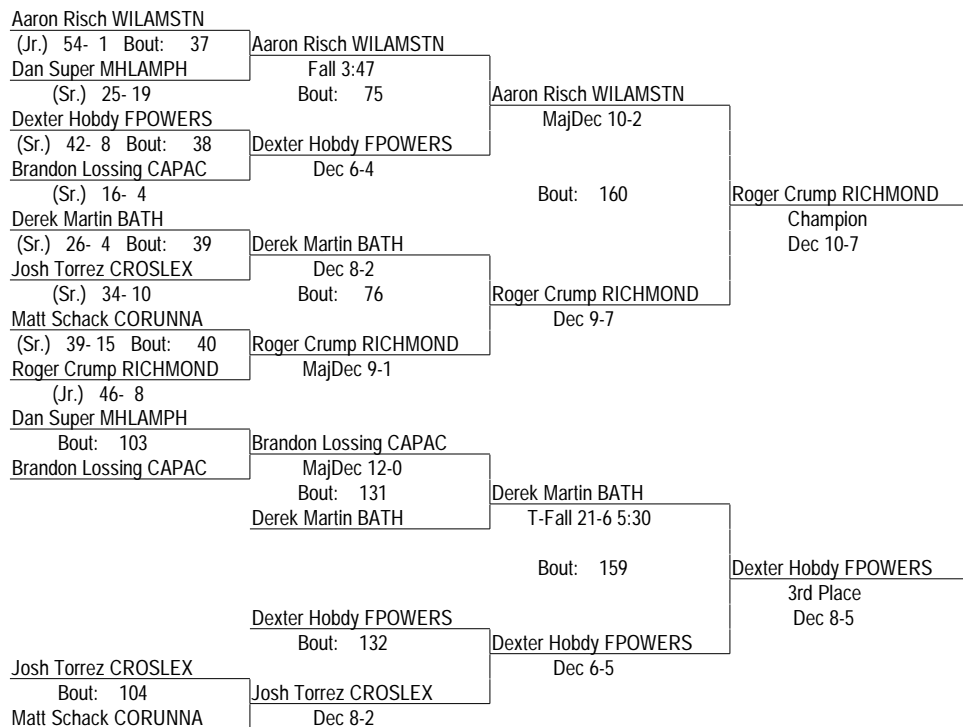 Aaron Risch WILAMSTN
(Jr.) 54- 1 Bout: 37
Aaron Risch WILAMSTN
Dan Super MHLAMPH
Fall 3:47
(Sr.) 25- 19
Bout: 75
Aaron Risch WILAMSTN
Dexter Hobdy FPOWERS
MajDec 10-2
(Sr.) 42- 8 Bout: 38
Dexter Hobdy FPOWERS
Brandon Lossing CAPAC
Dec 6-4
(Sr.) 16- 4
Bout: 160
Roger Crump RICHMOND
Derek Martin BATH
Champion
(Sr.) 26- 4 Bout: 39
Derek Martin BATH
Dec 10-7
Josh Torrez CROSLEX
Dec 8-2
(Sr.) 34- 10
Bout: 76
Roger Crump RICHMOND
Matt Schack CORUNNA
Dec 9-7
(Sr.) 39- 15 Bout: 40
Roger Crump RICHMOND
Roger Crump RICHMOND
MajDec 9-1
(Jr.) 46- 8
Dan Super MHLAMPH
Bout: 103
Brandon Lossing CAPAC
Brandon Lossing CAPAC
MajDec 12-0
Bout: 131
Derek Martin BATH
Derek Martin BATH
T-Fall 21-6 5:30
Bout: 159
Dexter Hobdy FPOWERS
3rd Place
Dexter Hobdy FPOWERS
Dec 8-5
Bout: 132
Dexter Hobdy FPOWERS
Josh Torrez CROSLEX
Dec 6-5
Bout: 104
Josh Torrez CROSLEX
Matt Schack CORUNNA
Dec 8-2